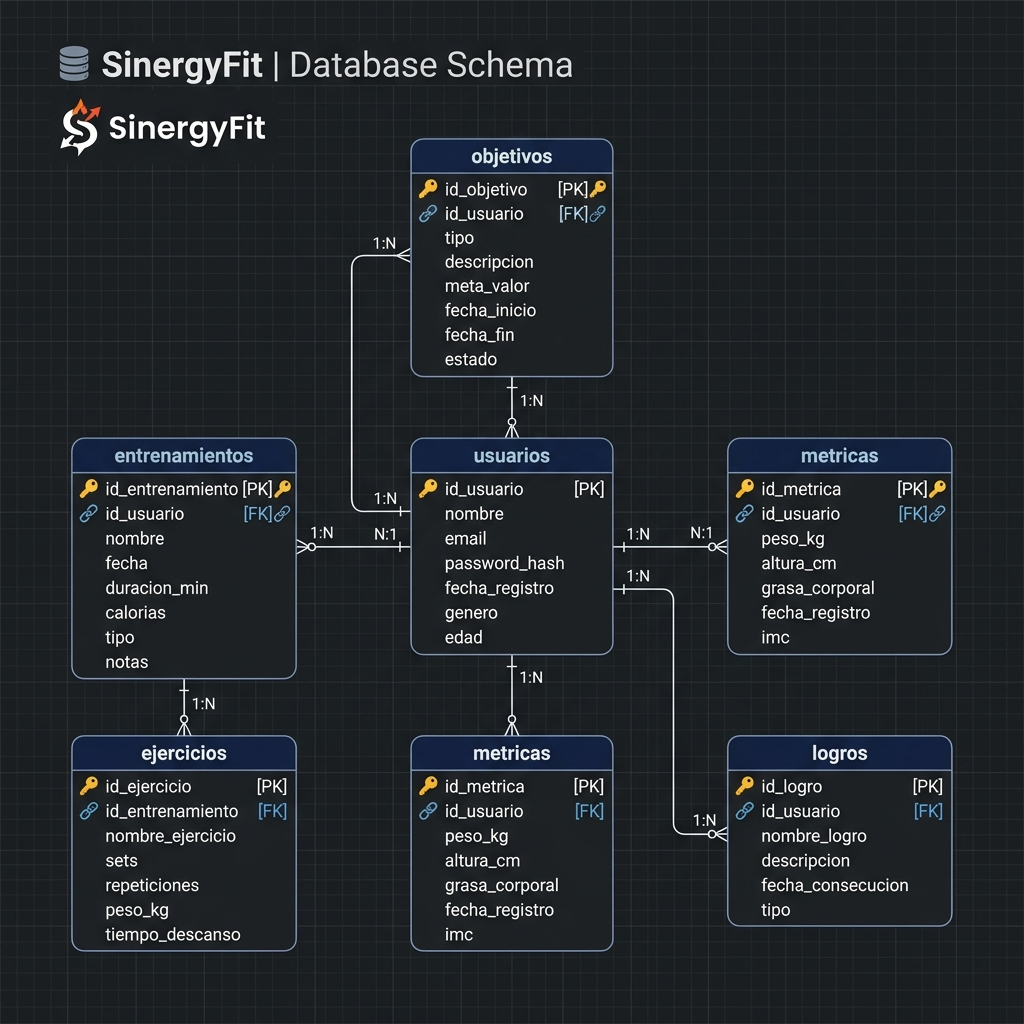 SinergyFit | Database Schema
SinergyFit
objetivos
id_objetivo [PK]
id_usuario [FK]
tipo
descripcion
meta_valor
fecha_inicio
fecha_fin
estado
1:N
1:N
1:N
entrenamientos
id_entrenamiento [PK]
id_usuario [FK]
nombre
fecha
duracion_min
calorias
tipo
notas
1:N N:1
usuarios
id_usuario [PK]
nombre
email
password_hash
fecha_registro
genero
edad
1:N N:1
1:N
metricas
id_metrica [PK]
id_usuario [FK]
peso_kg
altura_cm
grasa_corporal
fecha_registro
imc
1:N
1:N
1:N
ejercicios
id_ejercicio [PK]
id_entrenamiento [FK]
nombre_ejercicio
sets
repeticiones
peso_kg
tiempo_descanso
metricas
id_metrica [PK]
id_usuario [FK]
peso_kg
altura_cm
grasa_corporal
fecha_registro
imc
logros
id_logro [PK]
id_usuario [FK]
nombre_logro
descripcion
fecha_consecucion
tipo